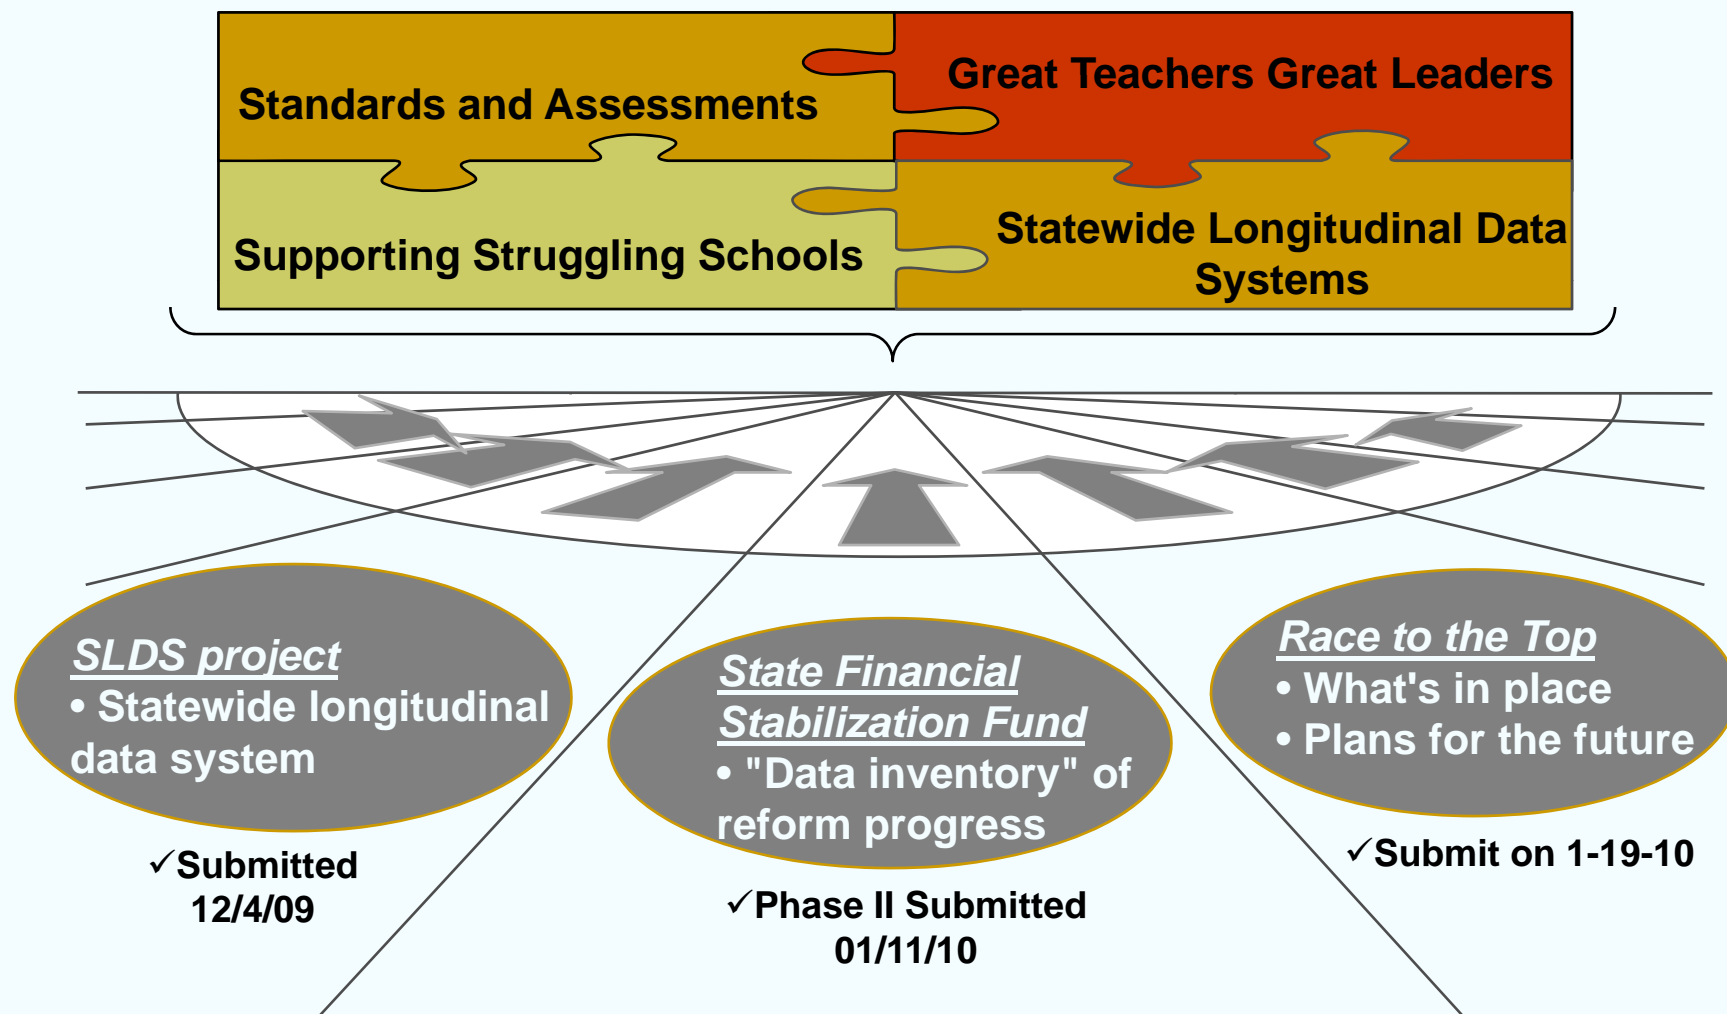 Standards and Assessments
Great Teachers Great Leaders
Supporting Struggling Schools
Statewide Longitudinal Data
Systems
SLDS project
• Statewide longitudinal
data system
✓Submitted
12/4/09
State Financial
Stabilization Fund
• "Data inventory" of
reform progress
✓Phase II Submitted
01/11/10
Race to the Top
• What's in place
• Plans for the future
✓Submit on 1-19-10